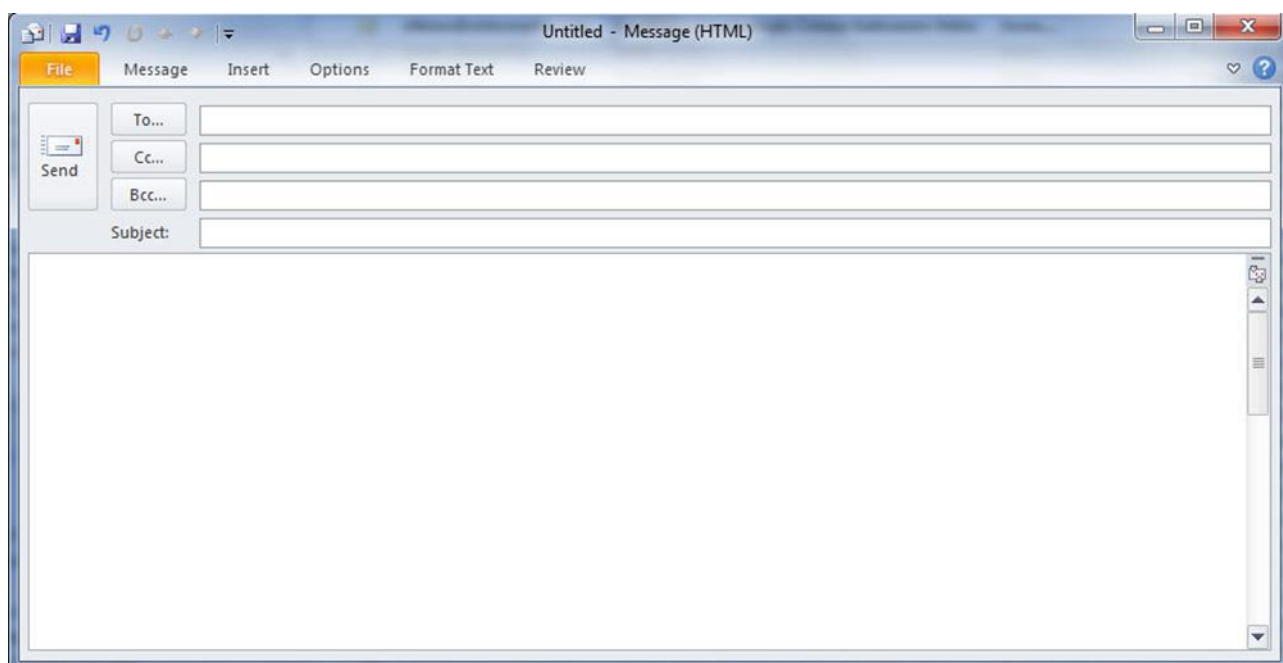 Untitled - Message (HTML)
File Message Insert Options Format Text Review
To...
Cc...
Send
Bcc...
Subject: